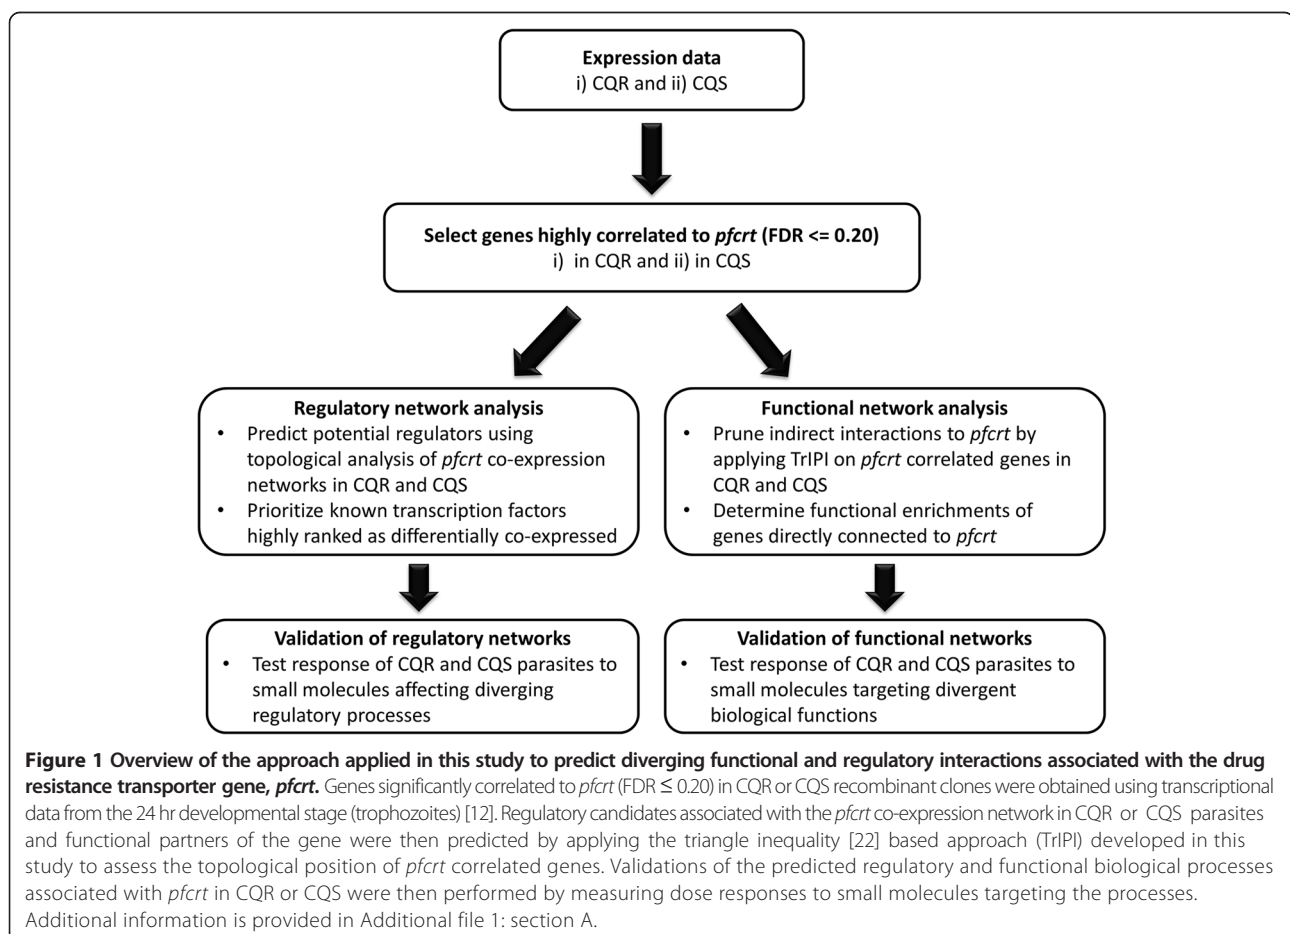 Expression data
i) CQR and ii) CQS
Select genes highly correlated to pfcrt (FDR <= 0.20)
i) in CQR and ii) in CQS
Regulatory network analysis
• Predict potential regulators using
topological analysis of pfcrt co-expression
networks in CQR and CQS
• Prioritize known transcription factors
highly ranked as differentially co-expressed
Functional network analysis
• Prune indirect interactions to pfcrt by
applying TrIPI on pfcrt correlated genes in
CQR and CQS
• Determine functional enrichments of
genes directly connected to pfcrt
Validation of regulatory networks
• Test response of CQR and CQS parasites to
small molecules affecting diverging
regulatory processes
Validation of functional networks
• Test response of CQR and CQS parasites to
small molecules targeting divergent
biological functions
Figure 1 Overview of the approach applied in this study to predict diverging functional and regulatory interactions associated with the drug
resistance transporter gene, pfcrt. Genes significantly correlated to pfcrt (FDR ≤ 0.20) in CQR or CQS recombinant clones were obtained using transcriptional
data from the 24 hr developmental stage (trophozoites) [12]. Regulatory candidates associated with the pfcrt co-expression network in CQR or CQS parasites
and functional partners of the gene were then predicted by applying the triangle inequality [22] based approach (TrIPI) developed in this
study to assess the topological position of pfcrt correlated genes. Validations of the predicted regulatory and functional biological processes
associated with pfcrt in CQR or CQS were then performed by measuring dose responses to small molecules targeting the processes.
Additional information is provided in Additional file 1: section A.